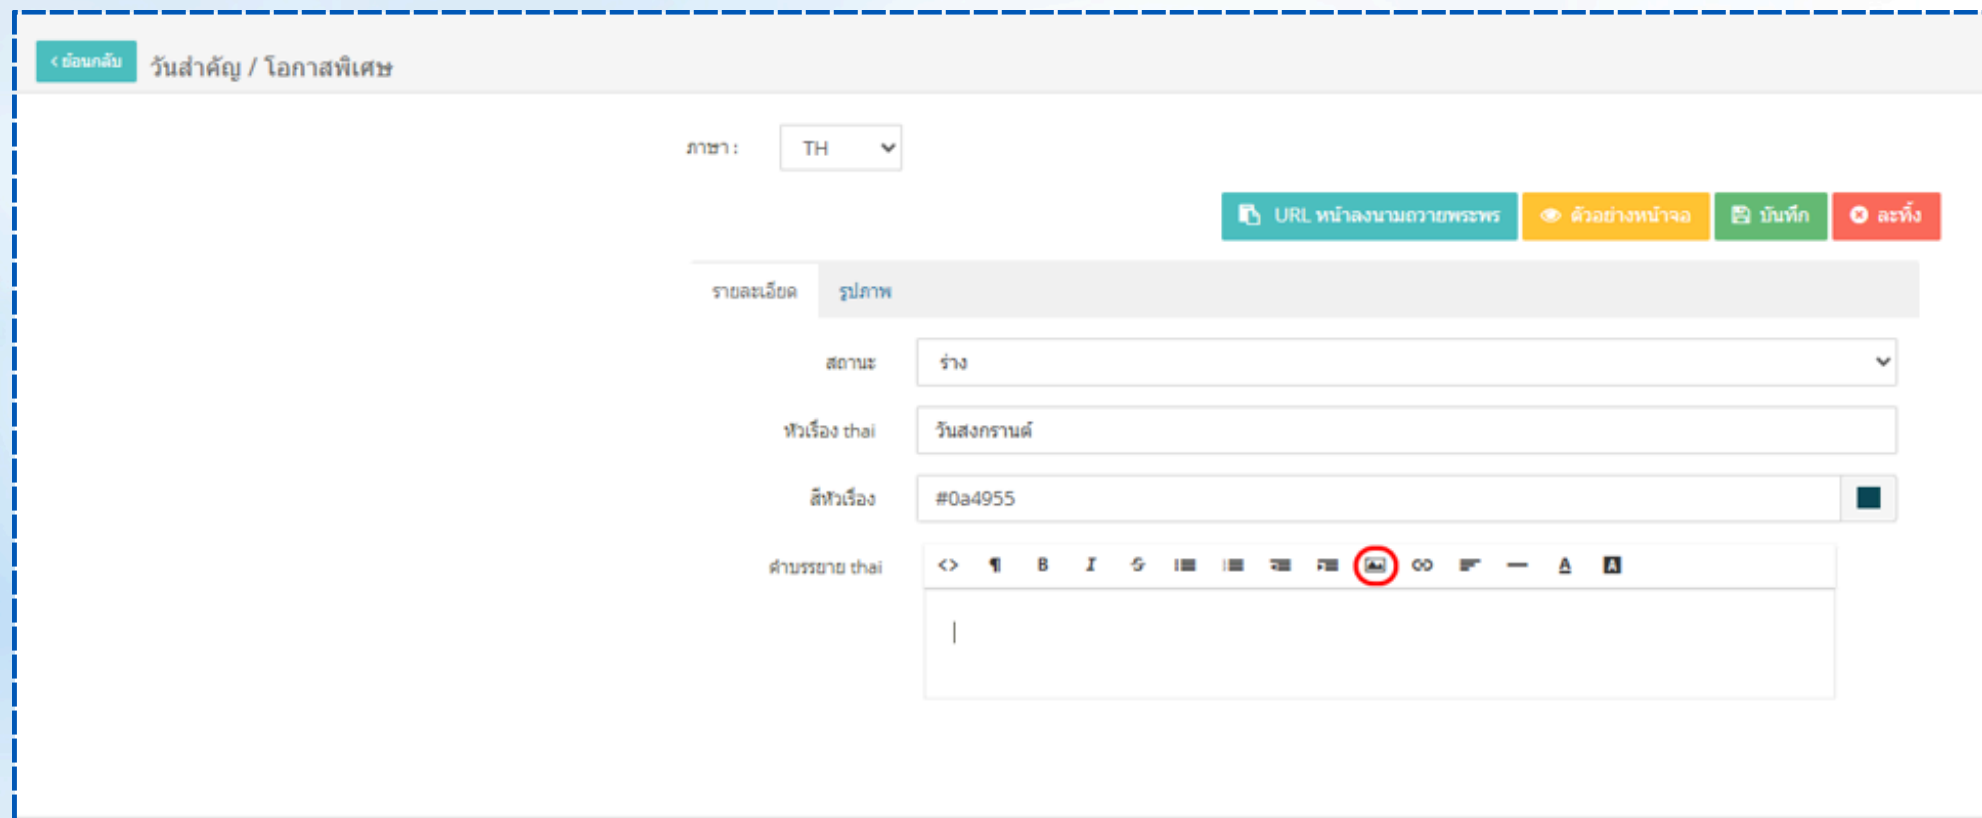 < ย้อนกลับ วันสำคัญ / โอกาสพิเศษ
ภาษา : TH
URL หน้าลงนามถวายพระพร ตัวอย่างหน้าจอ บันทึก ละทิ้ง
รายละเอียด รูปภาพ
สถานะ ร่าง
หัวเรื่อง thai วันสงกรานต์
สีหัวเรื่อง #0a4955
คำบรรยาย thai <> ¶ B I S A A